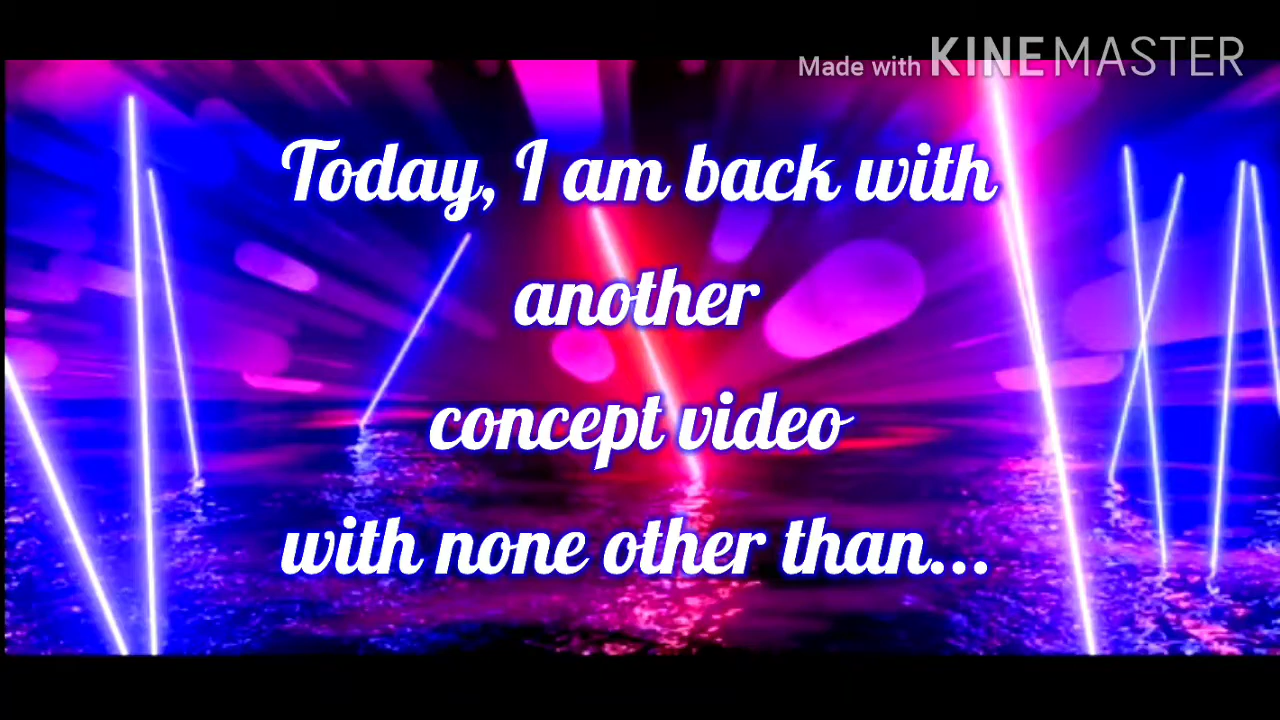 Made with KINEMASTER
Today, I am back with
another
concept video
with none other than...